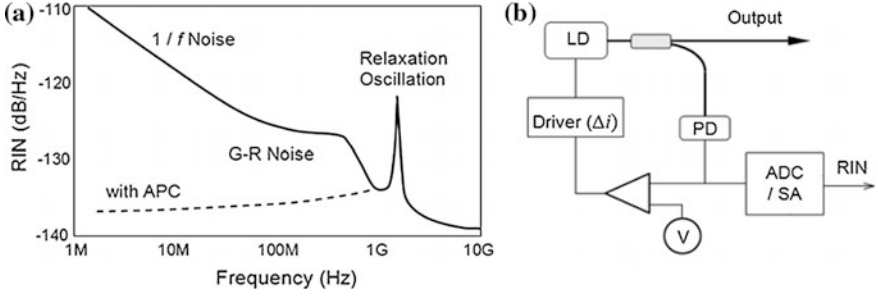 (a)
-110
-120
-130
-140
RIN (dB/Hz)
1 / f Noise
Relaxation
Oscillation
G-R Noise
with APC
1M
10M
100M
1G
10G
Frequency (Hz)
(b)
Output
LD
Driver (Δi)
PD
ADC
/ SA
RIN
V